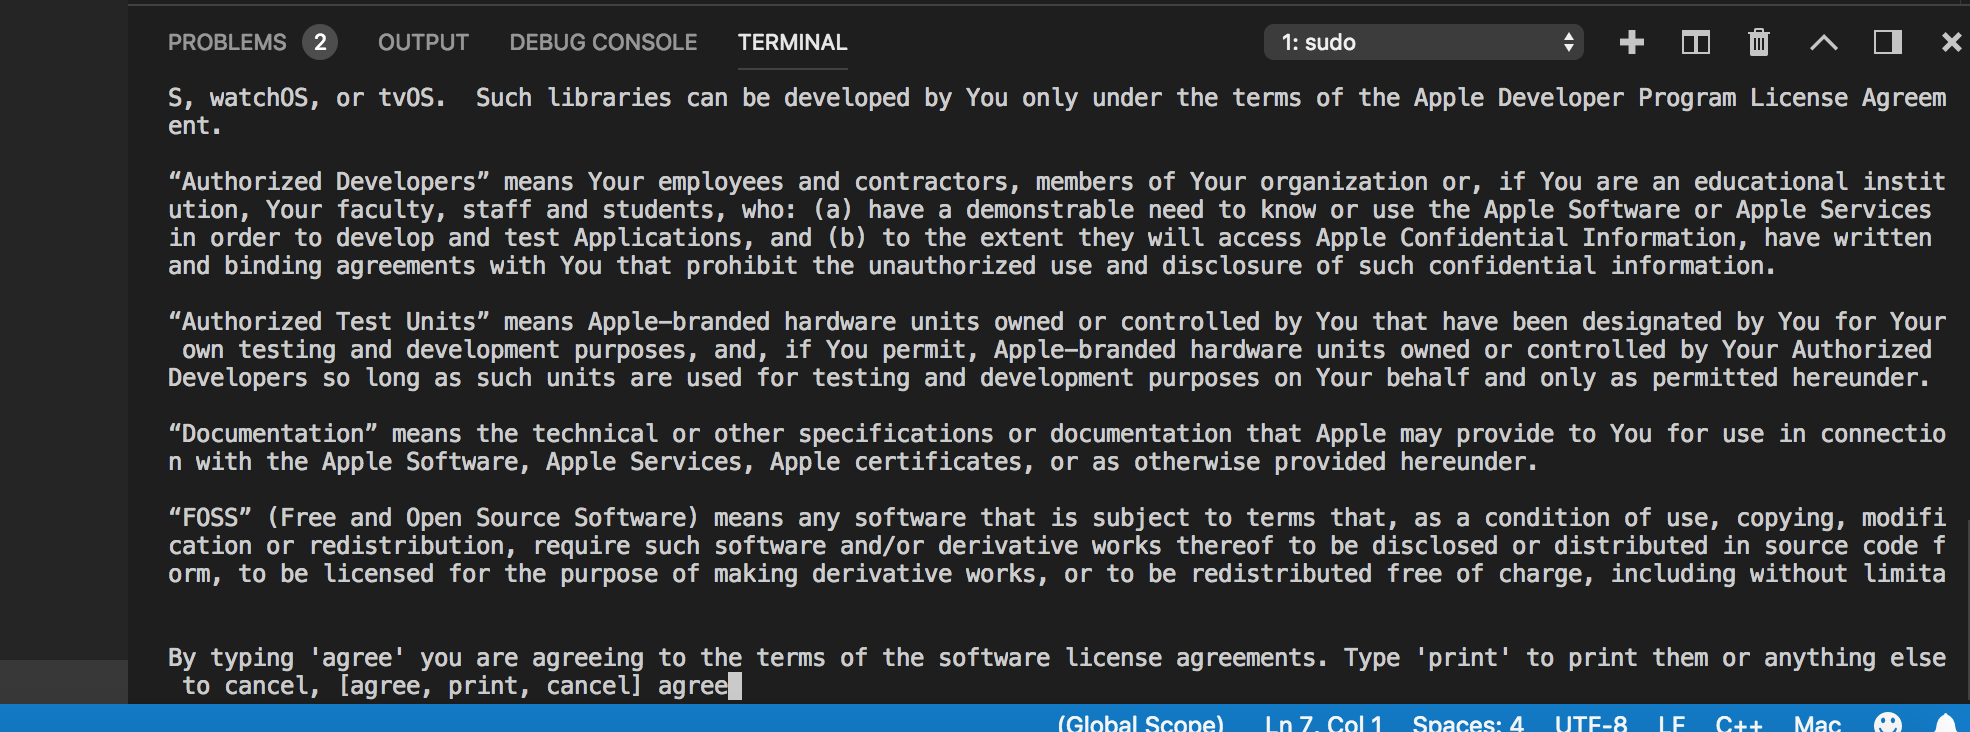 PROBLEMS 2 OUTPUT DEBUG CONSOLE TERMINAL 1: sudo
S, watchOS, or tvOS.  Such libraries can be developed by You only under the terms of the Apple Developer Program License Agreem
ent.
“Authorized Developers” means Your employees and contractors, members of Your organization or, if You are an educational instit
ution, Your faculty, staff and students, who: (a) have a demonstrable need to know or use the Apple Software or Apple Services
in order to develop and test Applications, and (b) to the extent they will access Apple Confidential Information, have written
and binding agreements with You that prohibit the unauthorized use and disclosure of such confidential information.
“Authorized Test Units” means Apple–branded hardware units owned or controlled by You that have been designated by You for Your
 own testing and development purposes, and, if You permit, Apple–branded hardware units owned or controlled by Your Authorized
Developers so long as such units are used for testing and development purposes on Your behalf and only as permitted hereunder.
“Documentation” means the technical or other specifications or documentation that Apple may provide to You for use in connectio
n with the Apple Software, Apple Services, Apple certificates, or as otherwise provided hereunder.
“FOSS” (Free and Open Source Software) means any software that is subject to terms that, as a condition of use, copying, modifi
cation or redistribution, require such software and/or derivative works thereof to be disclosed or distributed in source code f
orm, to be licensed for the purpose of making derivative works, or to be redistributed free of charge, including without limita
By typing 'agree' you are agreeing to the terms of the software license agreements. Type 'print' to print them or anything else
 to cancel, [agree, print, cancel] agree
(Global Scope) Ln 7, Col 1 Spaces: 4 UTF-8 LF C++ Mac